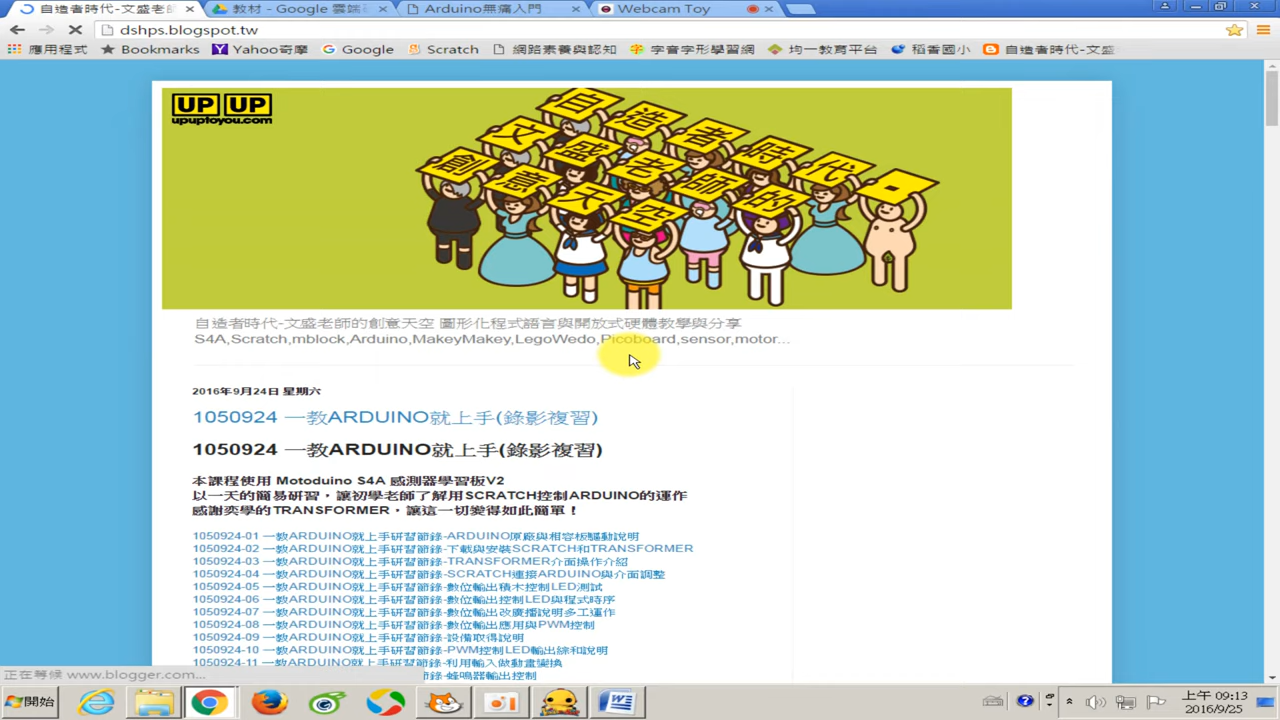 自造者時代-文盛老師
教材 - Google 雲端硬
Arduino無痛入門
Webcam Toy
dshps.blogspot.tw
應用程式
Bookmarks
Yahoo奇摩
Google
Scratch
網路素養與認知
字音字形學習網
均一教育平台
稻香國小
自造者時代-文盛
UP UP
upuptoyou.com
自造者時代-
文盛老師的
創意天空
自造者時代-文盛老師的創意天空 圖形化程式語言與開放式硬體教學與分享
S4A,Scratch,mblock,Arduino,MakeyMakey,LegoWedo,Picoboard,sensor,motor...
2016年9月24日 星期六
1050924 一教ARDUINO就上手(錄影複習)
1050924 一教ARDUINO就上手(錄影複習)
本課程使用 Motoduino S4A 感測器學習板V2
以一天的簡易研習，讓初學老師了解用SCRATCH控制ARDUINO的運作
感謝奕學的TRANSFORMER，讓這一切變得如此簡單！
1050924-01 一教ARDUINO就上手研習節錄-ARDUINO原廠與相容板驅動說明
1050924-02 一教ARDUINO就上手研習節錄-下載與安裝SCRATCH和TRANSFORMER
1050924-03 一教ARDUINO就上手研習節錄-TRANSFORMER介面操作介紹
1050924-04 一教ARDUINO就上手研習節錄-SCRATCH連接ARDUINO與介面調整
1050924-05 一教ARDUINO就上手研習節錄-數位輸出積木控制LED測試
1050924-06 一教ARDUINO就上手研習節錄-數位輸出控制LED與程式時序
1050924-07 一教ARDUINO就上手研習節錄-數位輸出改廣播說明多工運作
1050924-08 一教ARDUINO就上手研習節錄-數位輸出應用與PWM控制
1050924-09 一教ARDUINO就上手研習節錄-設備取得說明
1050924-10 一教ARDUINO就上手研習節錄-PWM控制LED輸出綜和說明
1050924-11 一教ARDUINO就上手研習節錄-利用輸入做動畫變換
一教ARDUINO就上手研習節錄-蜂鳴器輸出控制
正在等候 www.blogger.com...
開始
上午 09:13
2016/9/25